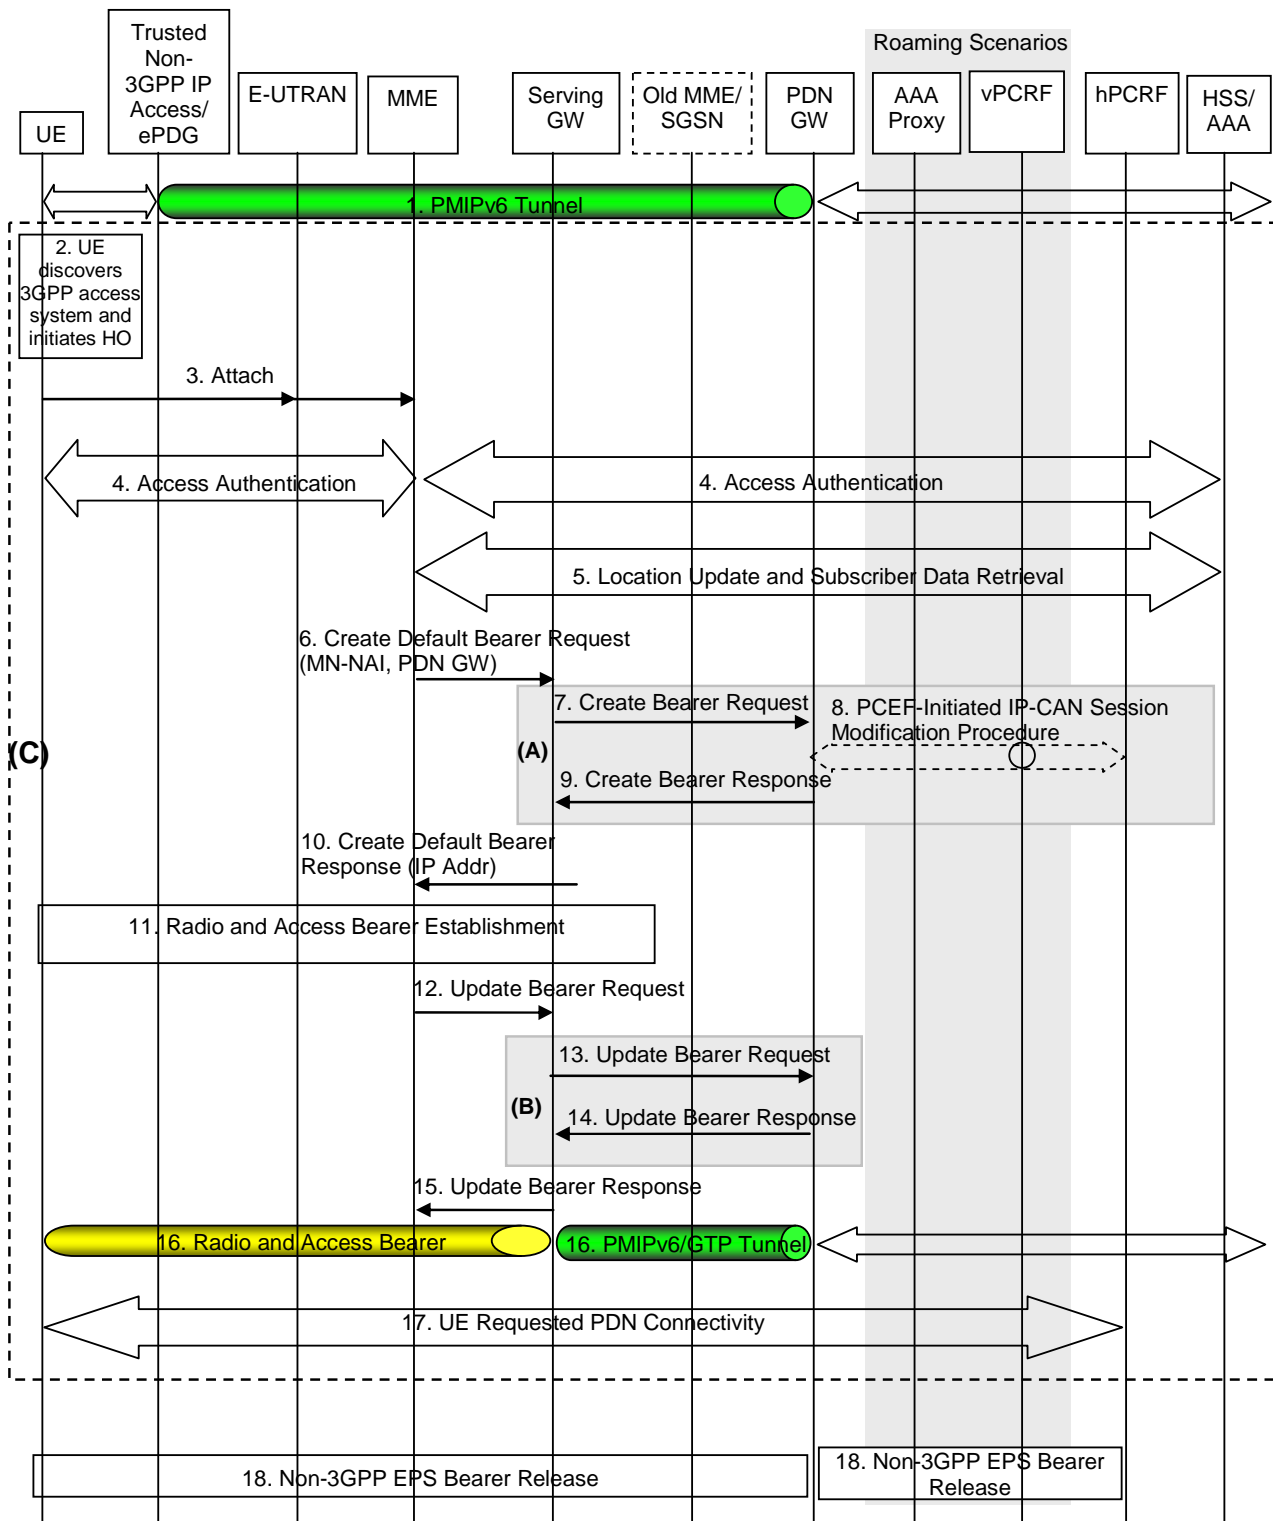 Roaming Scenarios
Trusted
Non-
3GPP IP
Access/
ePDG
UE
E-UTRAN
MME
Serving
GW
Old MME/
SGSN
PDN
GW
AAA
Proxy
vPCRF
hPCRF
HSS/
AAA
1. PMIPv6 Tunnel
2. UE
discovers
3GPP access
system and
initiates HO
3. Attach
4. Access Authentication
4. Access Authentication
5. Location Update and Subscriber Data Retrieval
6. Create Default Bearer Request
(MN-NAI, PDN GW)
7. Create Bearer Request
8. PCEF-Initiated IP-CAN Session
Modification Procedure
(C)
(A)
9. Create Bearer Response
10. Create Default Bearer
Response (IP Addr)
11. Radio and Access Bearer Establishment
12. Update Bearer Request
13. Update Bearer Request
(B)
14. Update Bearer Response
15. Update Bearer Response
16. Radio and Access Bearer
16. PMIPv6/GTP Tunnel
17. UE Requested PDN Connectivity
18. Non-3GPP EPS Bearer Release
18. Non-3GPP EPS Bearer
Release